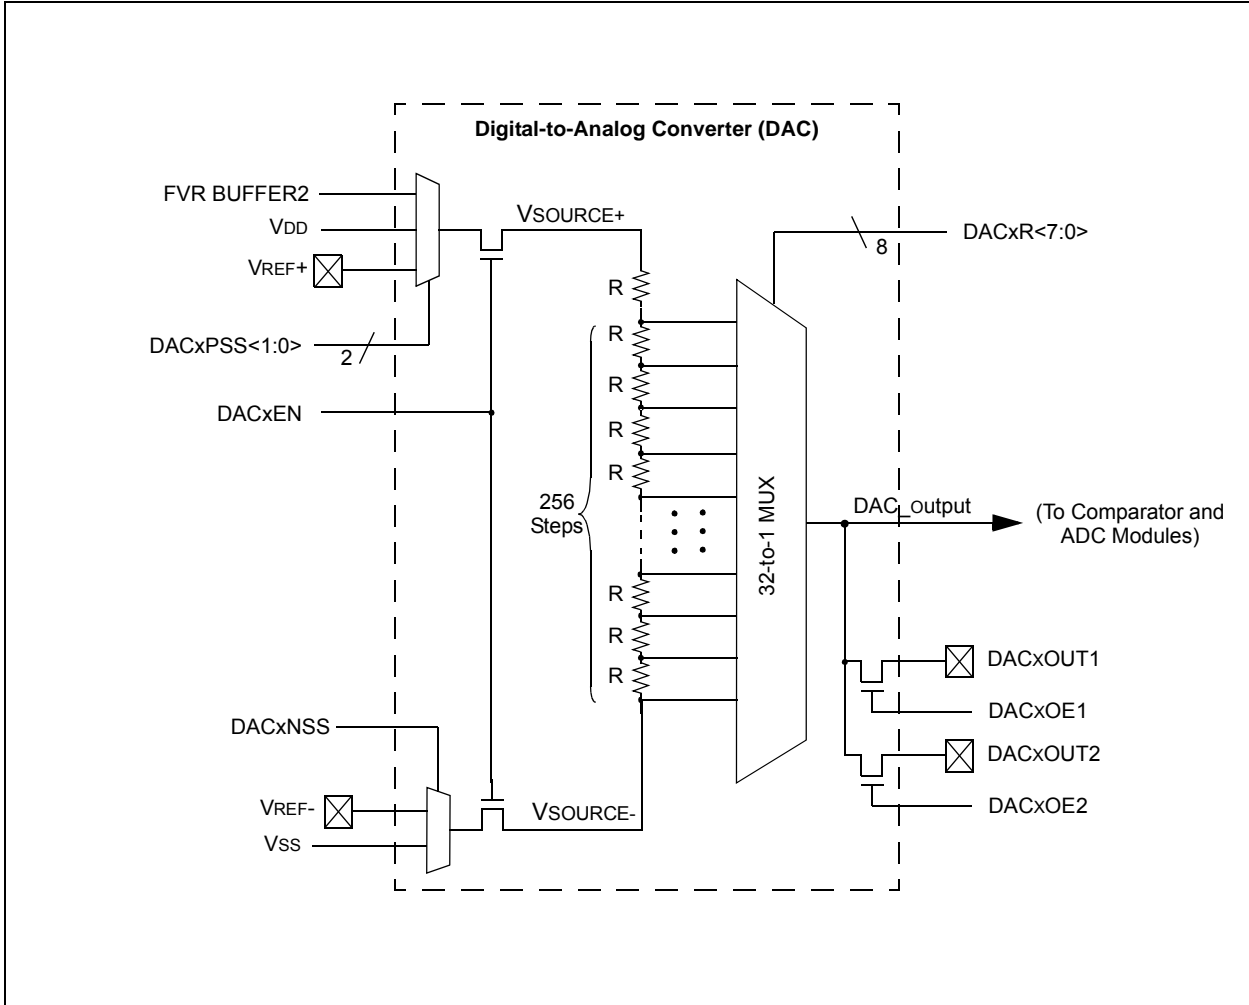 Digital-to-Analog Converter (DAC)
FVR BUFFER2
VDD
VREF+
VSOURCE+
DACxR<7:0>
8
DACxPSS<1:0>
2
DACxEN
R
R
R
R
R
256
Steps
R
R
R
32-to-1 MUX
DAC_Output
(To Comparator and
ADC Modules)
DACxOUT1
DACxOE1
DACxOUT2
DACxOE2
DACxNSS
VREF-
VSS
VSOURCE-